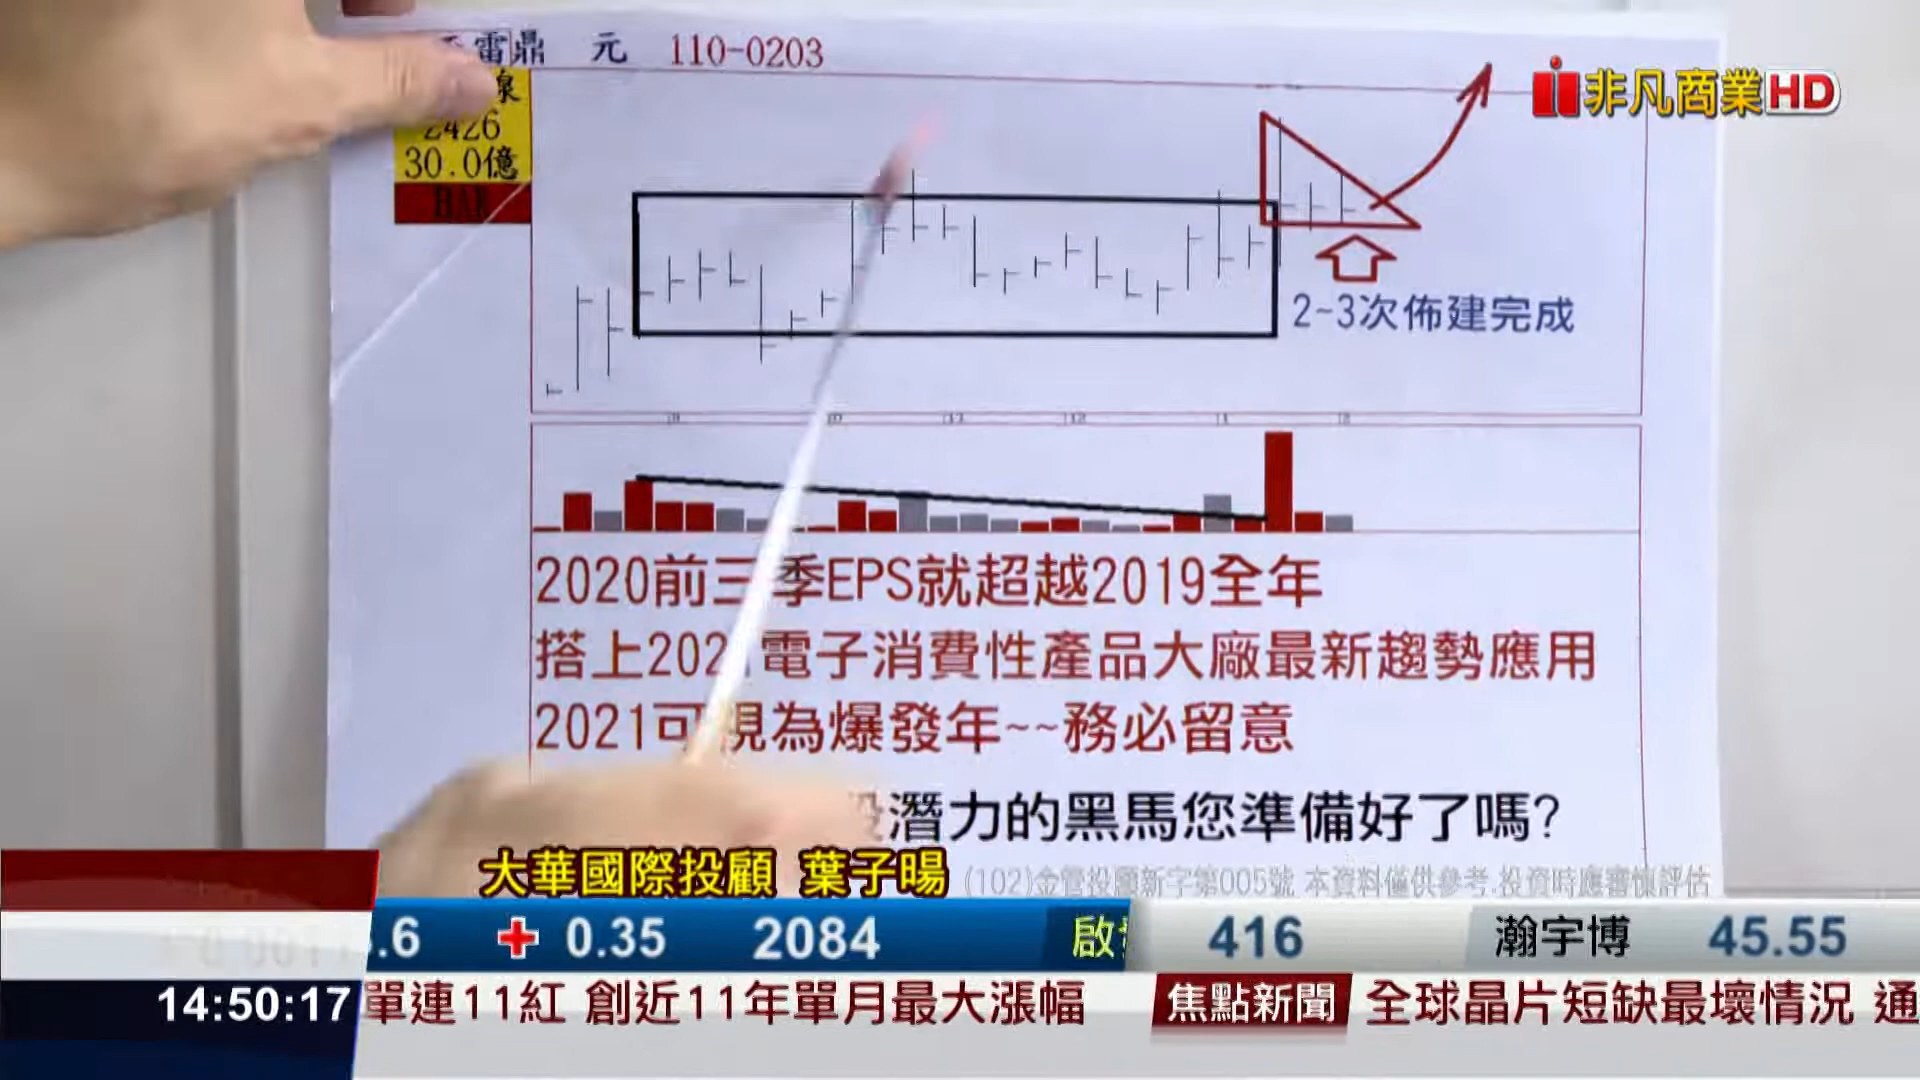 雷鼎 元 110-0203
非凡商業HD
線
2426
30.0億
BAR
2~3次佈建完成
11
12
2020前三季EPS就超越2019全年
搭上2021電子消費性產品大廠最新趨勢應用
2021可視為爆發年~~務必留意
潛力的黑馬您準備好了嗎?
大華國際投顧 葉子暘
(102)金管投顧新字第005號 本資料僅供參考,投資時應審慎評估
.6 + 0.35 2084 啟 416 瀚宇博 45.55
14:50:17 單連11紅 創近11年單月最大漲幅 焦點新聞 全球晶片短缺最壞情況 通